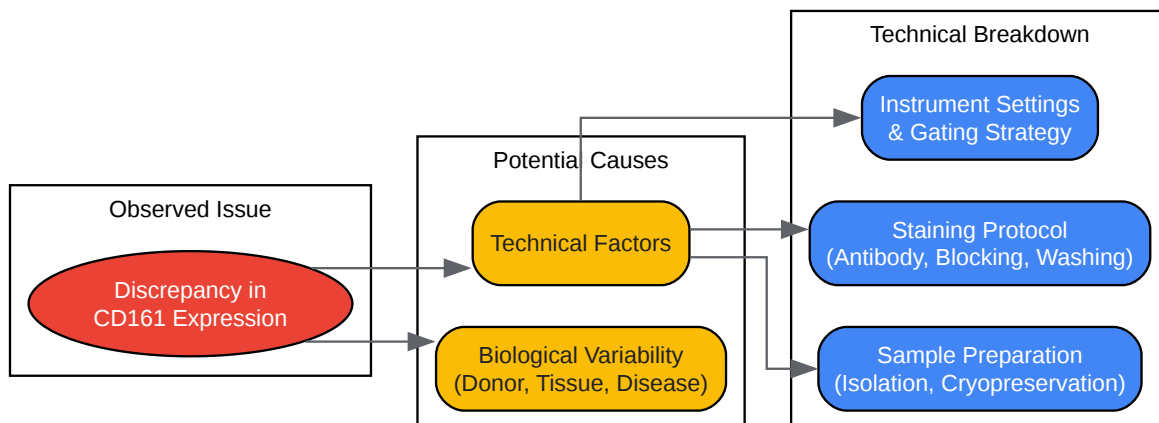 Observed Issue
Discrepancy in
CD161 Expression
Potential Causes
Technical Factors
Biological Variability
(Donor, Tissue, Disease)
Technical Breakdown
Instrument Settings
& Gating Strategy
Staining Protocol
(Antibody, Blocking, Washing)
Sample Preparation
(Isolation, Cryopreservation)